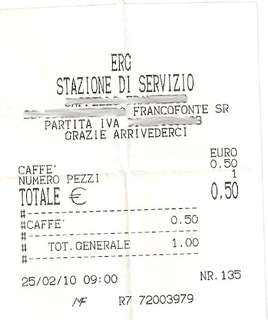 ERG
STAZIONE DI SERVIZIO
FRANCOFONTE SR
PARTITA IVA
GRAZIE ARRIVEDERCI
EURO
CAFFE' 0.50
NUMERO PEZZI 1
TOTALE € 0,50
#--------------------
#CAFFE' 0.50
#--------------------
# TOT.GENERALE 1.00
#--------------------
25/02/10 09:00 NR.135
MF R7 72003979